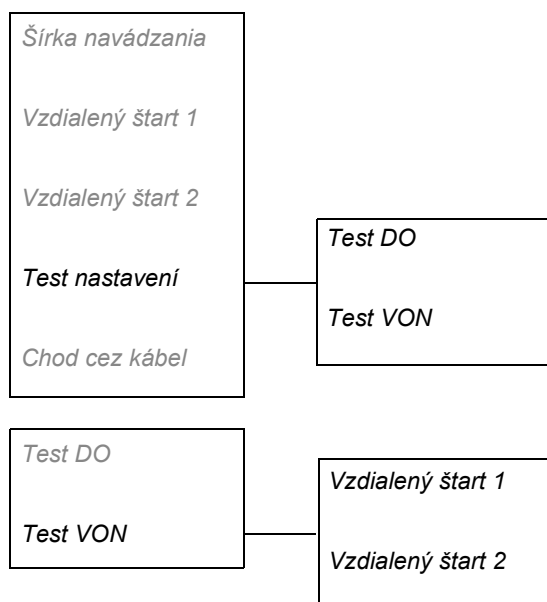 Šírka navádzania
Vzdialený štart 1
Vzdialený štart 2
Test nastavení
Chod cez kábel
Test DO
Test VON
Test DO
Test VON
Vzdialený štart 1
Vzdialený štart 2